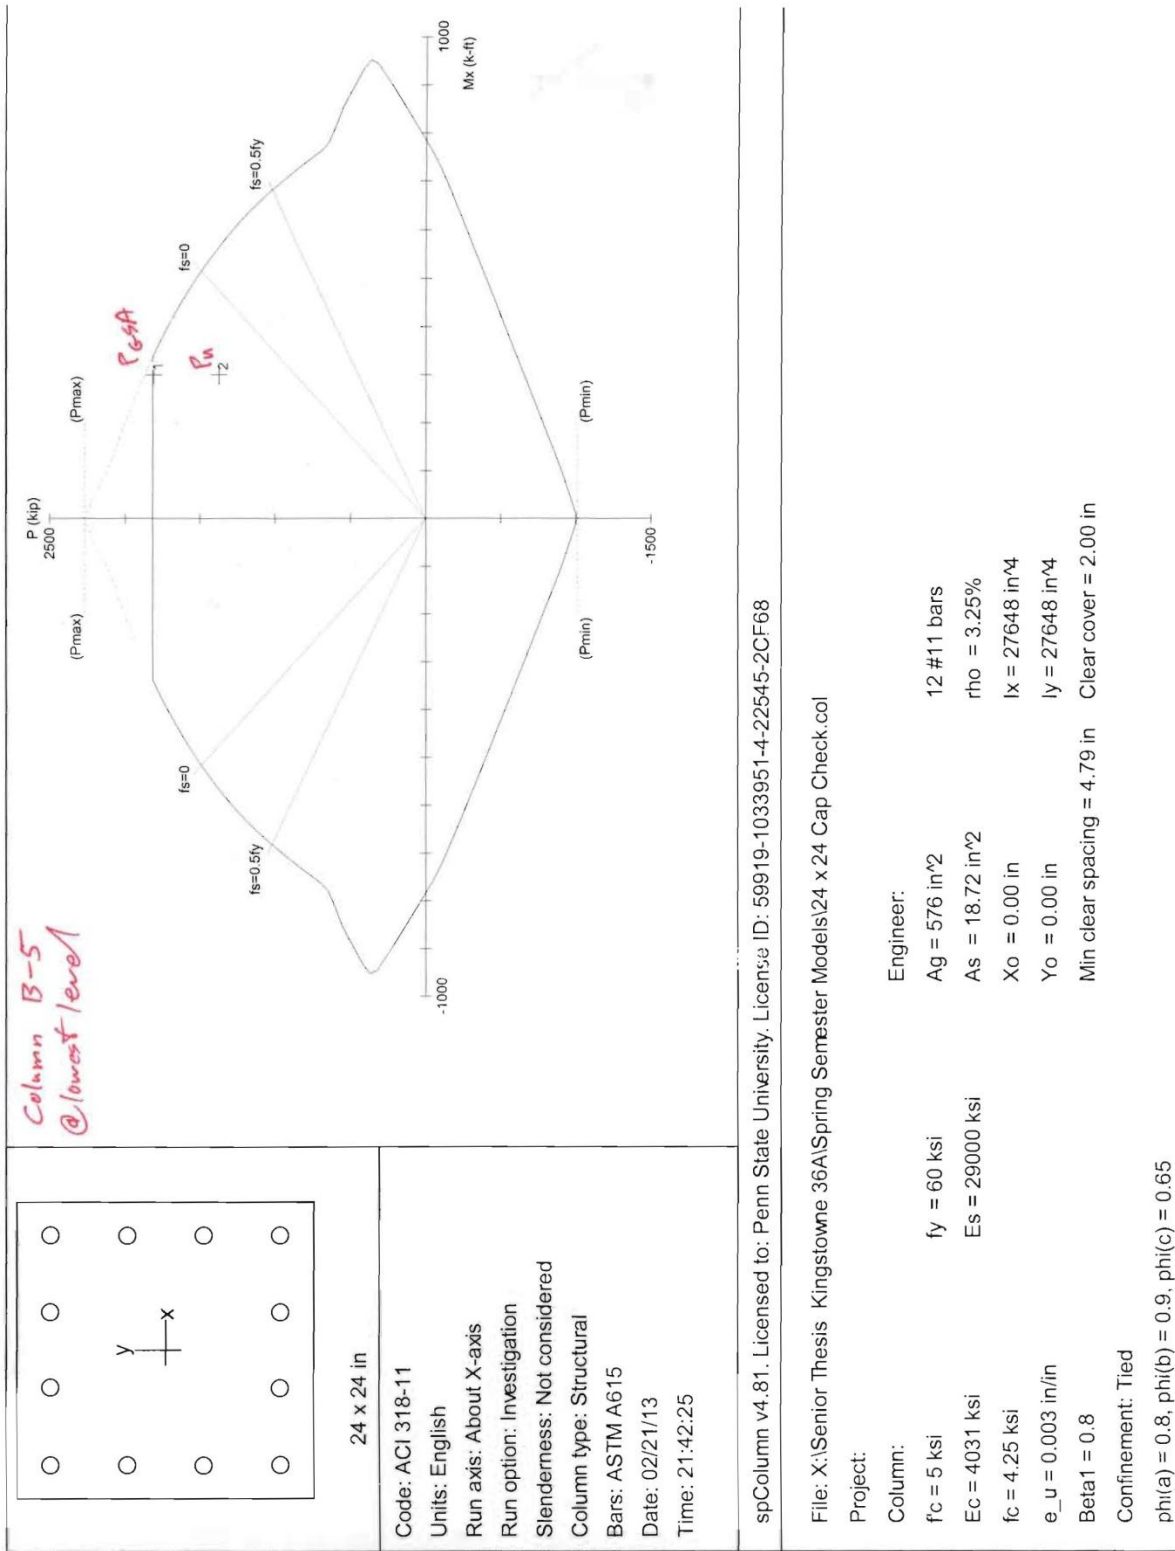 Column B-5
@ lowest level
y
x
24 x 24 in
Code: ACI 318-11
Units: English
Run axis: About X-axis
Run option: Investigation
Slenderness: Not considered
Column type: Structural
Bars: ASTM A615
Date: 02/21/13
Time: 21:42:25
P (kip)
2500
(Pmax)
(Pmax)
PGSA
1
Pu
2
fs=0
fs=0
fs=0.5fy
fs=0.5fy
-1000
1000
Mx (k-ft)
(Pmin)
(Pmin)
-1500
spColumn v4.81. Licensed to: Penn State University. License ID: 59919-1033951-4-22545-2CF68
File: X:\Senior Thesis Kingstowne 36A\Spring Semester Models\24 x 24 Cap Check.col
Project:
Column: Engineer:
f'c = 5 ksi fy = 60 ksi Ag = 576 in^2 12 #11 bars
Ec = 4031 ksi Es = 29000 ksi As = 18.72 in^2 rho = 3.25%
fc = 4.25 ksi Xo = 0.00 in Ix = 27648 in^4
e_u = 0.003 in/in Yo = 0.00 in Iy = 27648 in^4
Beta1 = 0.8 Min clear spacing = 4.79 in Clear cover = 2.00 in
Confinement: Tied
phi(a) = 0.8, phi(b) = 0.9, phi(c) = 0.65